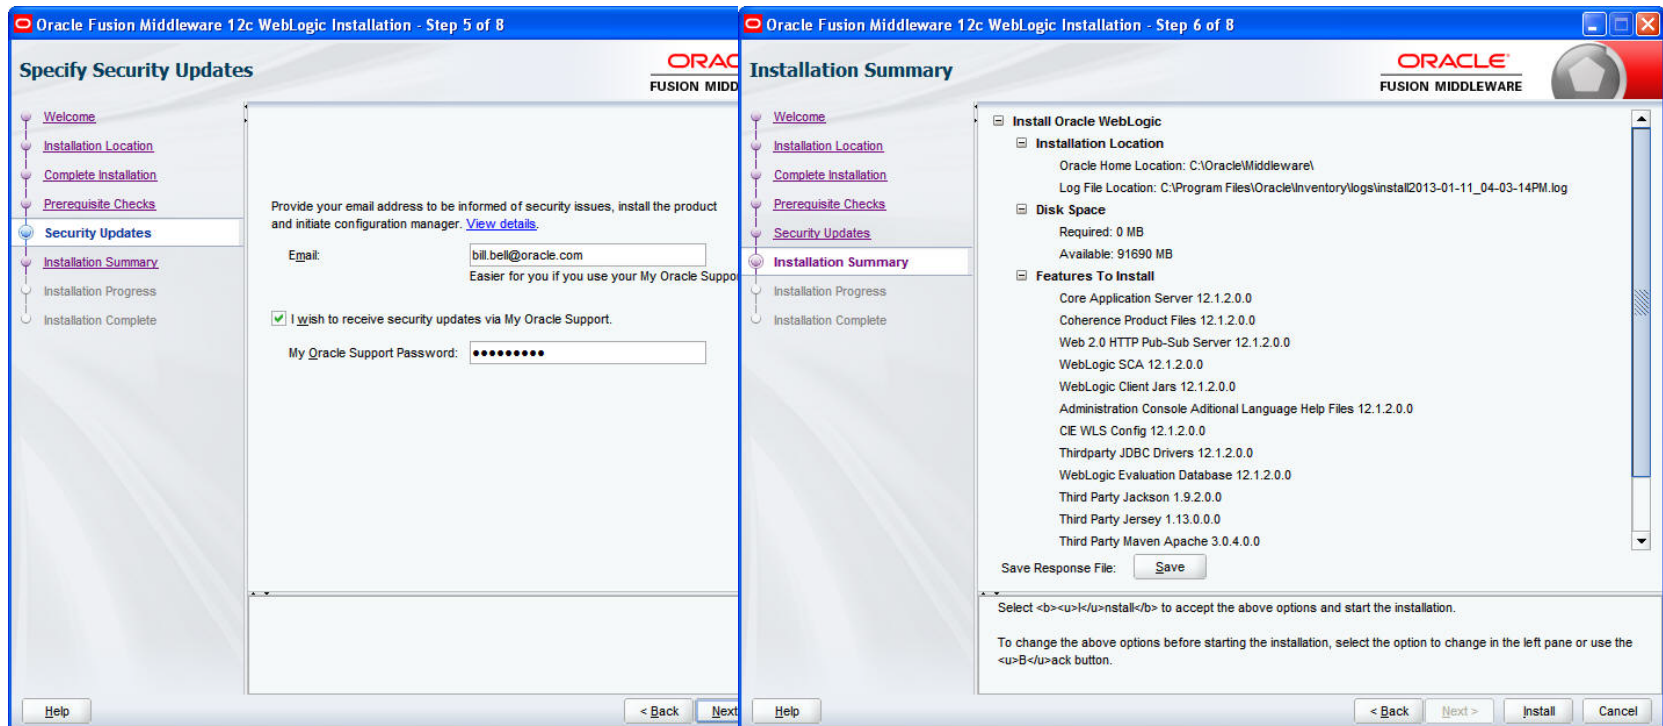 Oracle Fusion Middleware 12c WebLogic Installation - Step 5 of 8
Specify Security Updates
ORAC
FUSION MIDD
Welcome
Installation Location
Complete Installation
Prerequisite Checks
Security Updates
Installation Summary
Installation Progress
Installation Complete
Provide your email address to be informed of security issues, install the product
and initiate configuration manager. View details.
Email:
bill.bell@oracle.com
Easier for you if you use your My Oracle Suppo
I wish to receive security updates via My Oracle Support.
My Oracle Support Password:
Help
< Back
Next
Oracle Fusion Middleware 12c WebLogic Installation - Step 6 of 8
Installation Summary
ORACLE
FUSION MIDDLEWARE
Welcome
Installation Location
Complete Installation
Prerequisite Checks
Security Updates
Installation Summary
Installation Progress
Installation Complete
Install Oracle WebLogic
Installation Location
Oracle Home Location: C:\Oracle\Middleware\
Log File Location: C:\Program Files\Oracle\Inventory\logs\install2013-01-11_04-03-14PM.log
Disk Space
Required: 0 MB
Available: 91690 MB
Features To Install
Core Application Server 12.1.2.0.0
Coherence Product Files 12.1.2.0.0
Web 2.0 HTTP Pub-Sub Server 12.1.2.0.0
WebLogic SCA 12.1.2.0.0
WebLogic Client Jars 12.1.2.0.0
Administration Console Aditional Language Help Files 12.1.2.0.0
CIE WLS Config 12.1.2.0.0
Thirdparty JDBC Drivers 12.1.2.0.0
WebLogic Evaluation Database 12.1.2.0.0
Third Party Jackson 1.9.2.0.0
Third Party Jersey 1.13.0.0.0
Third Party Maven Apache 3.0.4.0.0
Save Response File:
Save
Select <b><u>I</u>nstall</b> to accept the above options and start the installation.
To change the above options before starting the installation, select the option to change in the left pane or use the
<u>B</u>ack button.
Help
< Back
Next >
Install
Cancel